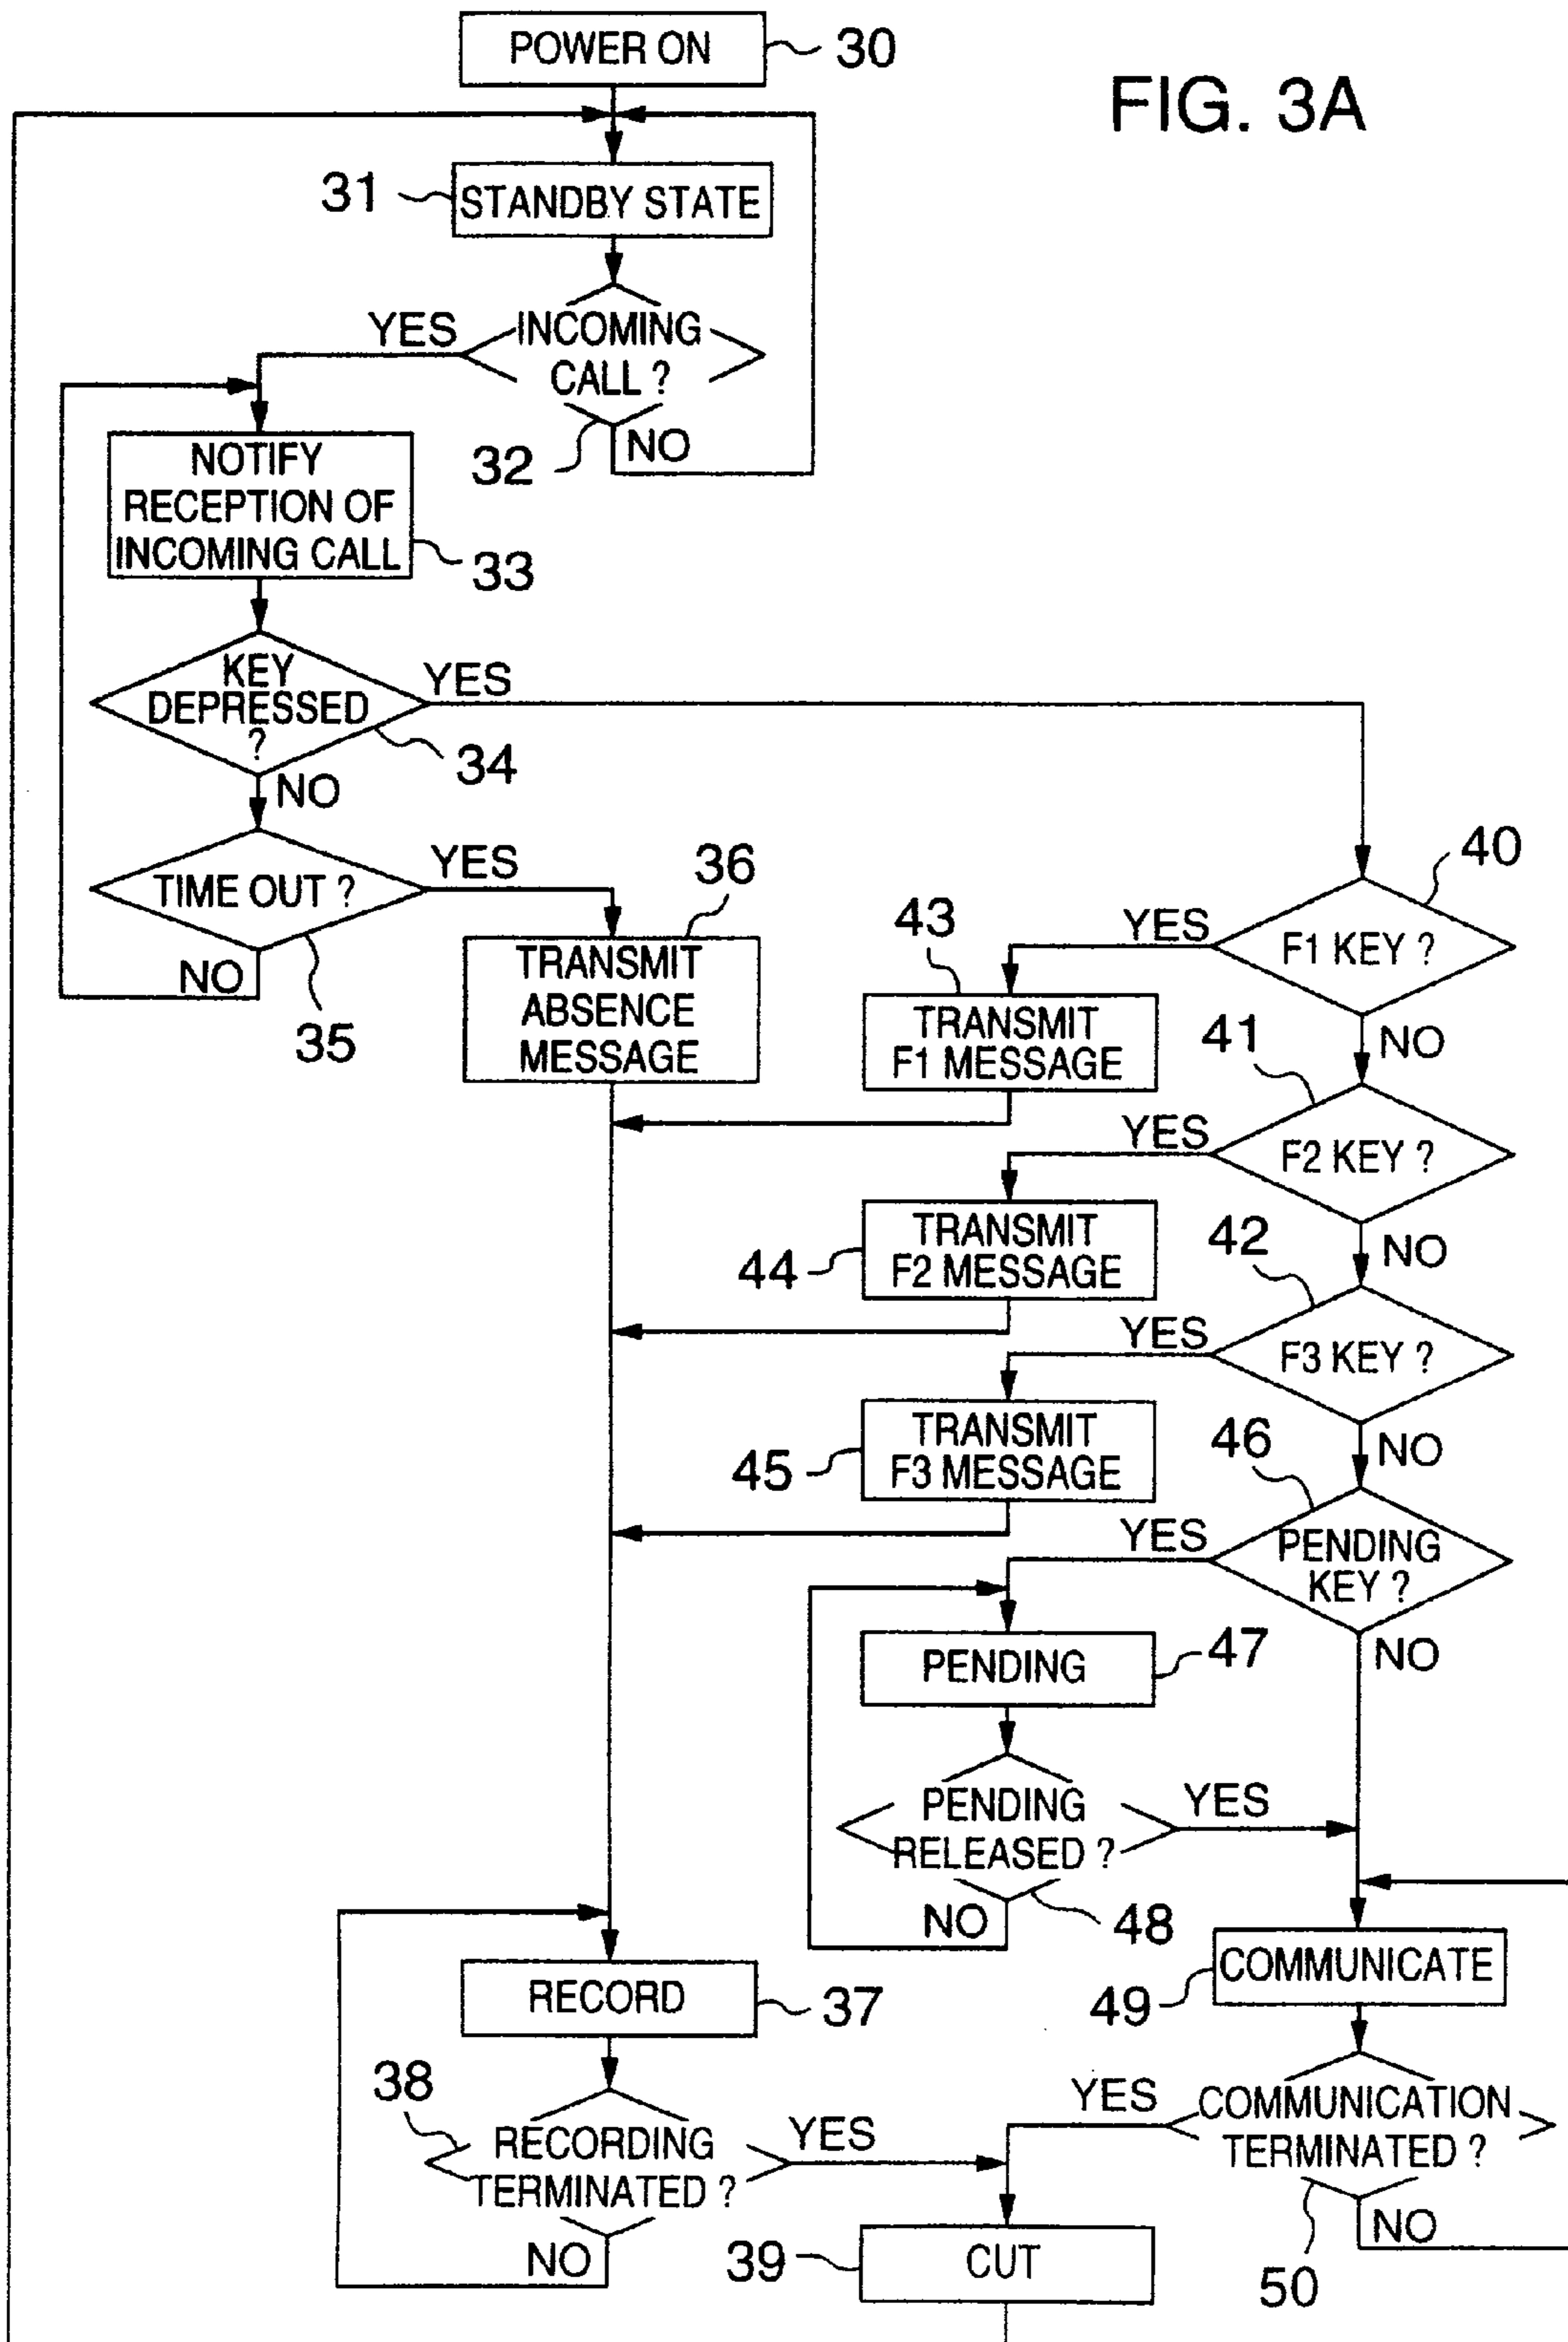 POWER ON
30
FIG. 3A
31
STANDBY STATE
YES
INCOMING
CALL ?
32
NO
NOTIFY
RECEPTION OF
INCOMING CALL
33
KEY
DEPRESSED
?
YES
34
NO
TIME OUT ?
YES
NO
35
36
TRANSMIT
ABSENCE
MESSAGE
40
F1 KEY ?
YES
NO
43
TRANSMIT
F1 MESSAGE
41
F2 KEY ?
YES
NO
44
TRANSMIT
F2 MESSAGE
42
F3 KEY ?
YES
NO
45
TRANSMIT
F3 MESSAGE
46
PENDING
KEY ?
YES
NO
PENDING
47
PENDING
RELEASED ?
YES
NO
48
COMMUNICATE
49
RECORD
37
38
RECORDING
TERMINATED ?
YES
NO
YES
COMMUNICATION
TERMINATED ?
NO
50
39
CUT